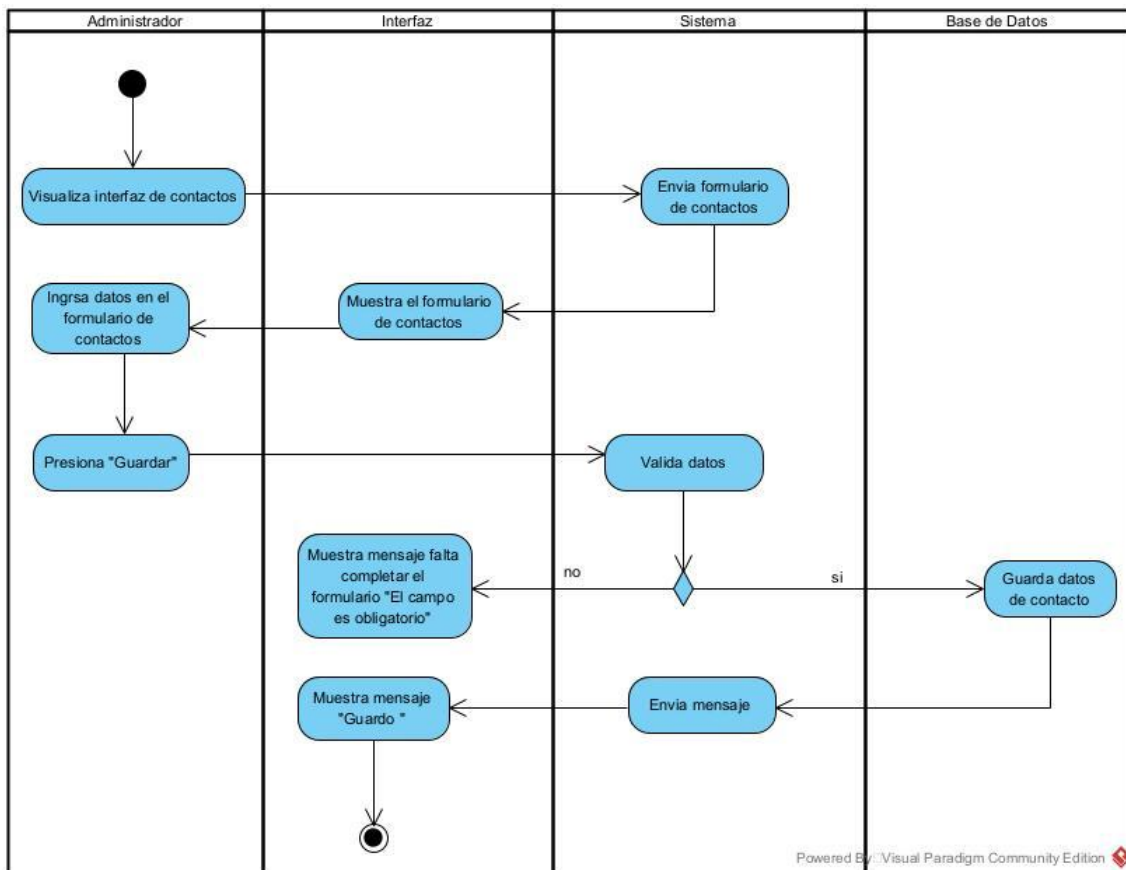 Administrador
Interfaz
Sistema
Base de Datos
Visualiza interfaz de contactos
Envia formulario
de contactos
Ingrsa datos en el
formulario de
contactos
Muestra el formulario
de contactos
Presiona "Guardar"
Valida datos
Muestra mensaje falta
completar el
formulario "El campo
es obligatorio"
no
si
Guarda datos
de contacto
Muestra mensaje
"Guardo "
Envia mensaje
Powered By Visual Paradigm Community Edition